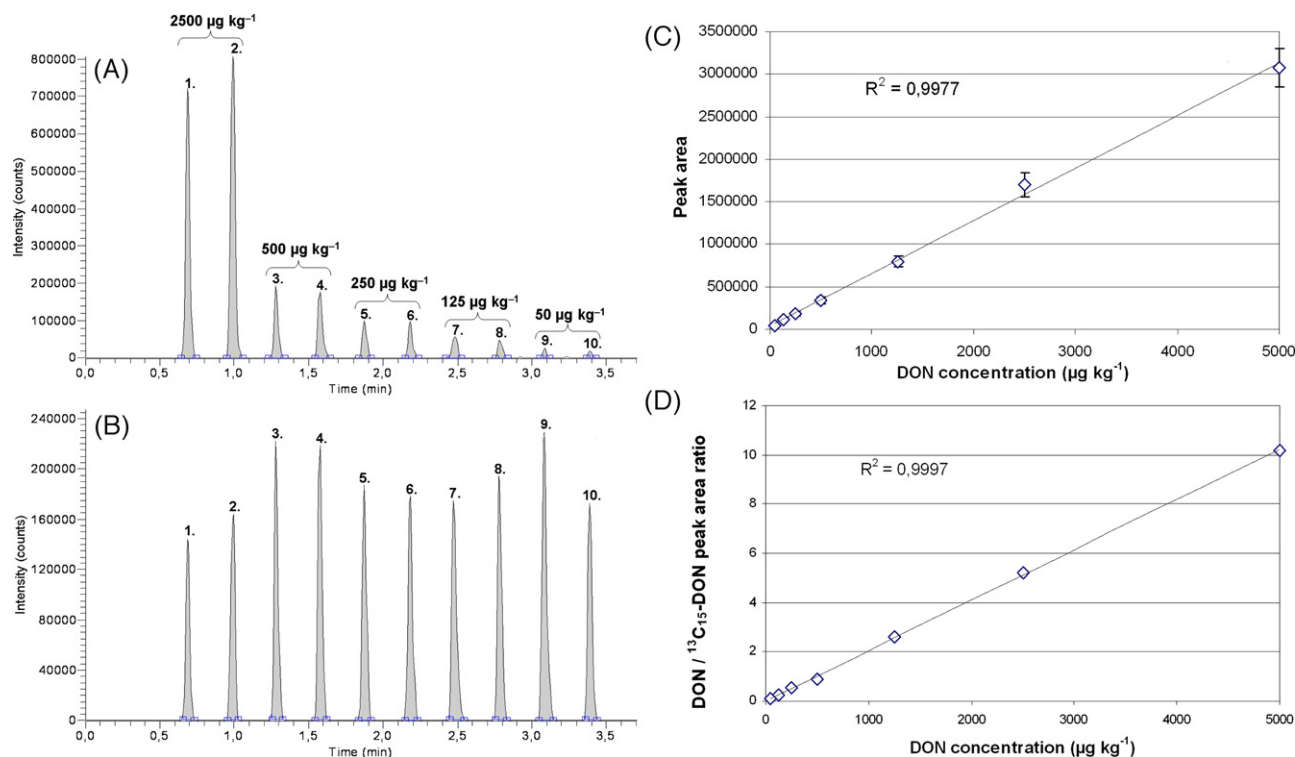 (A)
2500 µg kg⁻¹
1.
2.
500 µg kg⁻¹
3.
4.
250 µg kg⁻¹
5.
6.
125 µg kg⁻¹
7.
8.
50 µg kg⁻¹
9.
10.
Intensity (counts)
800000
700000
600000
500000
400000
300000
200000
100000
0
0,0 0,5 1,0 1,5 2,0 2,5 3,0 3,5
Time (min)
(B)
1.
2.
3.
4.
5.
6.
7.
8.
9.
10.
Intensity (counts)
240000
200000
160000
120000
80000
40000
0
0,0 0,5 1,0 1,5 2,0 2,5 3,0 3,5
Time (min)
(C)
R² = 0,9977
Peak area
3500000
3000000
2500000
2000000
1500000
1000000
500000
0
0 1000 2000 3000 4000 5000
DON concentration (µg kg⁻¹)
(D)
R² = 0,9997
DON / ¹³C₁₅-DON peak area ratio
12
10
8
6
4
2
0
0 1000 2000 3000 4000 5000
DON concentration (µg kg⁻¹)